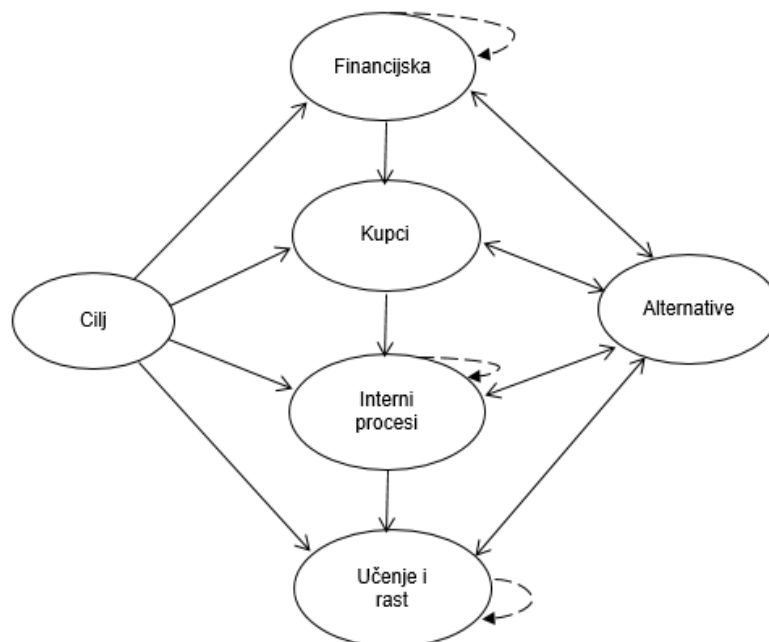 Financijska
Kupci
Cilj
Alternative
Interni
procesi
Učenje i
rast